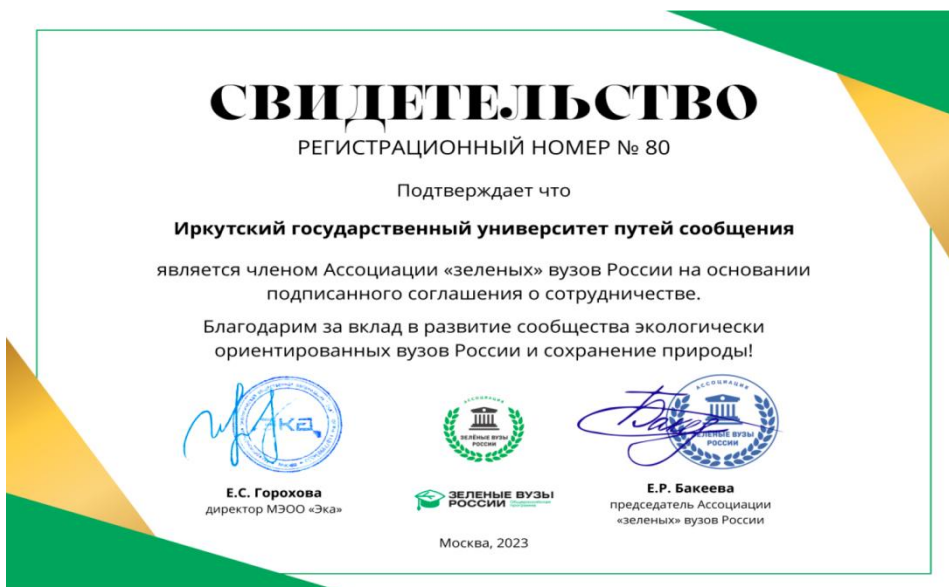 СВИДЕТЕЛЬСТВО
РЕГИСТРАЦИОННЫЙ НОМЕР № 80
Подтверждает что
Иркутский государственный университет путей сообщения
является членом Ассоциации «зеленых» вузов России на основании
подписанного соглашения о сотрудничестве.
Благодарим за вклад в развитие сообщества экологически
ориентированных вузов России и сохранение природы!
эка
АССОЦИАЦИЯ
ЗЕЛЁНЫЕ ВУЗЫ
РОССИИ
АССОЦИАЦИЯ
ЗЕЛЕНЫЕ ВУЗЫ
РОССИИ
Е.С. Горохова
директор МЭОО «Эка»
ЗЕЛЕНЫЕ ВУЗЫ
РОССИИ
Е.Р. Бакеева
председатель Ассоциации
«зеленых» вузов России
Москва, 2023